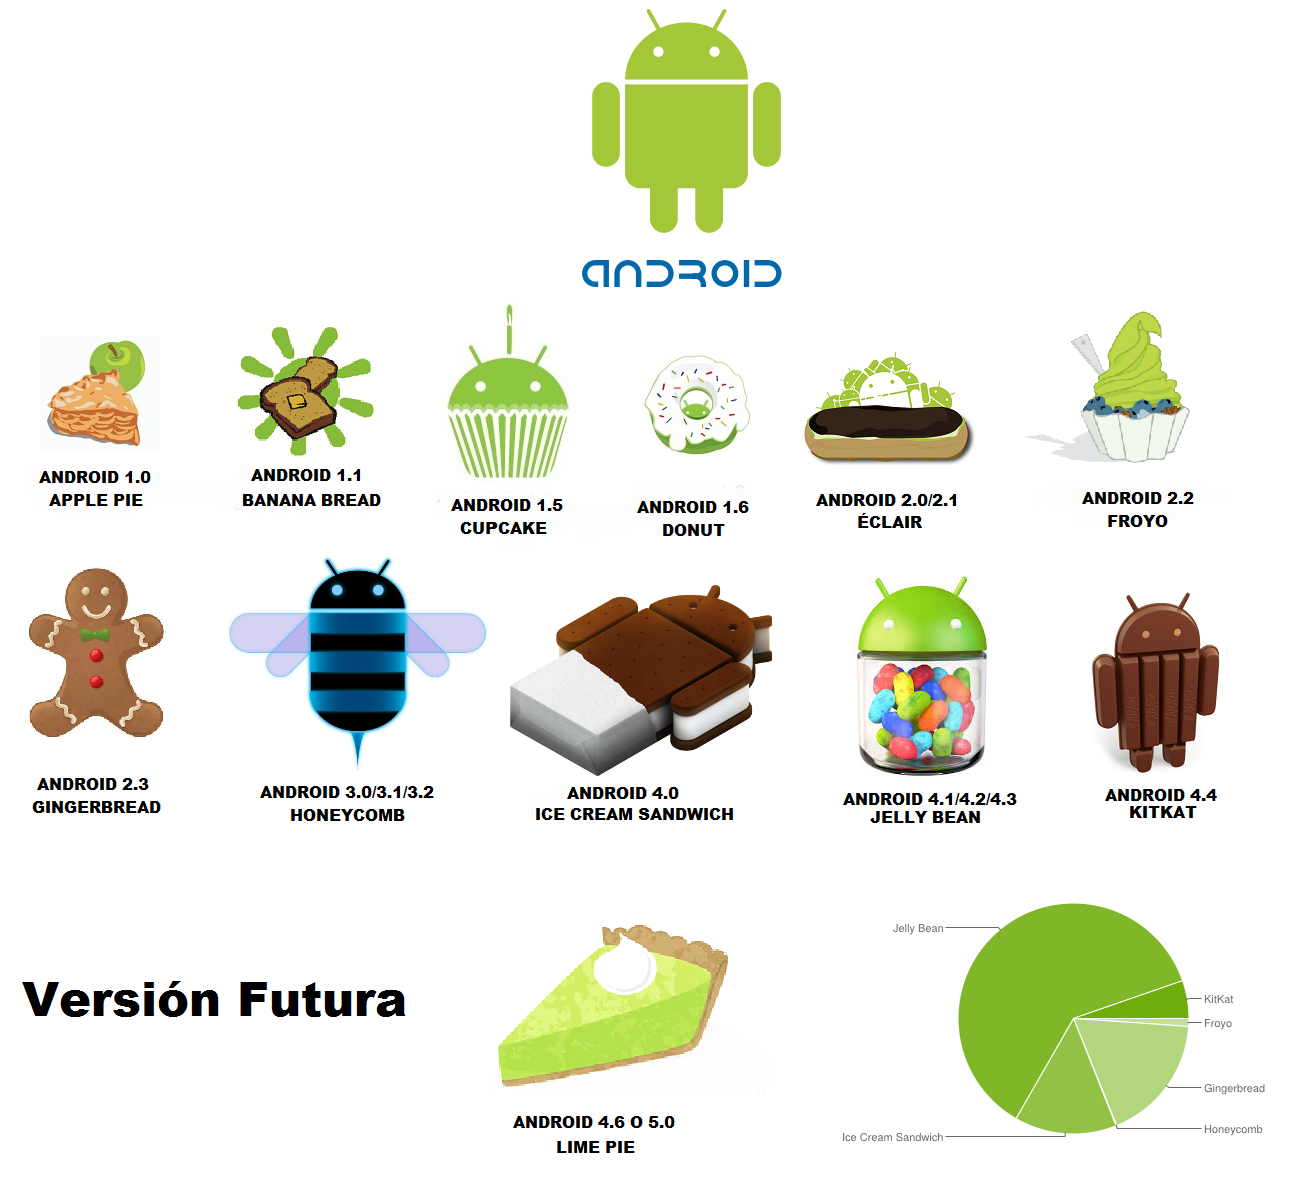 ANDROID
ANDROID 1.0
APPLE PIE
ANDROID 1.1
BANANA BREAD
ANDROID 1.5
CUPCAKE
ANDROID 1.6
DONUT
ANDROID 2.0/2.1
ÉCLAIR
ANDROID 2.2
FROYO
ANDROID 2.3
GINGERBREAD
ANDROID 3.0/3.1/3.2
HONEYCOMB
ANDROID 4.0
ICE CREAM SANDWICH
ANDROID 4.1/4.2/4.3
JELLY BEAN
ANDROID 4.4
KITKAT
Versión Futura
ANDROID 4.6 O 5.0
LIME PIE
Jelly Bean
KitKat
Froyo
Gingerbread
Honeycomb
Ice Cream Sandwich